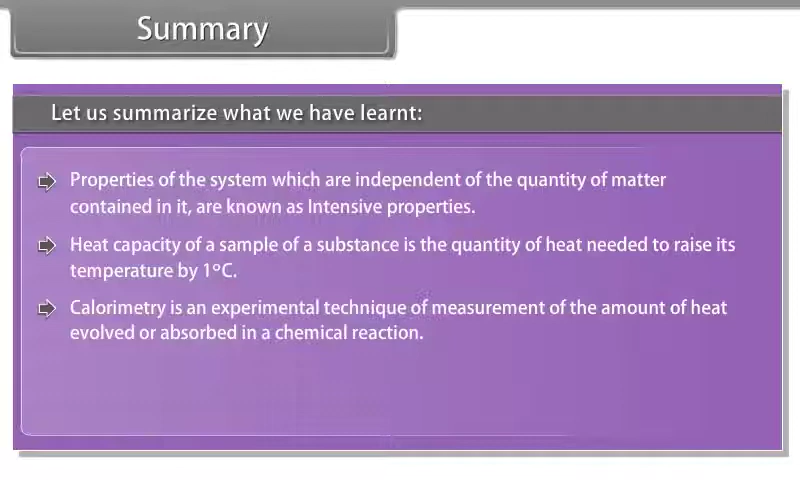 Summary
Let us summarize what we have learnt:
Properties of the system which are independent of the quantity of matter
contained in it, are known as Intensive properties.
Heat capacity of a sample of a substance is the quantity of heat needed to raise its
temperature by 1ºC.
Calorimetry is an experimental technique of measurement of the amount of heat
evolved or absorbed in a chemical reaction.